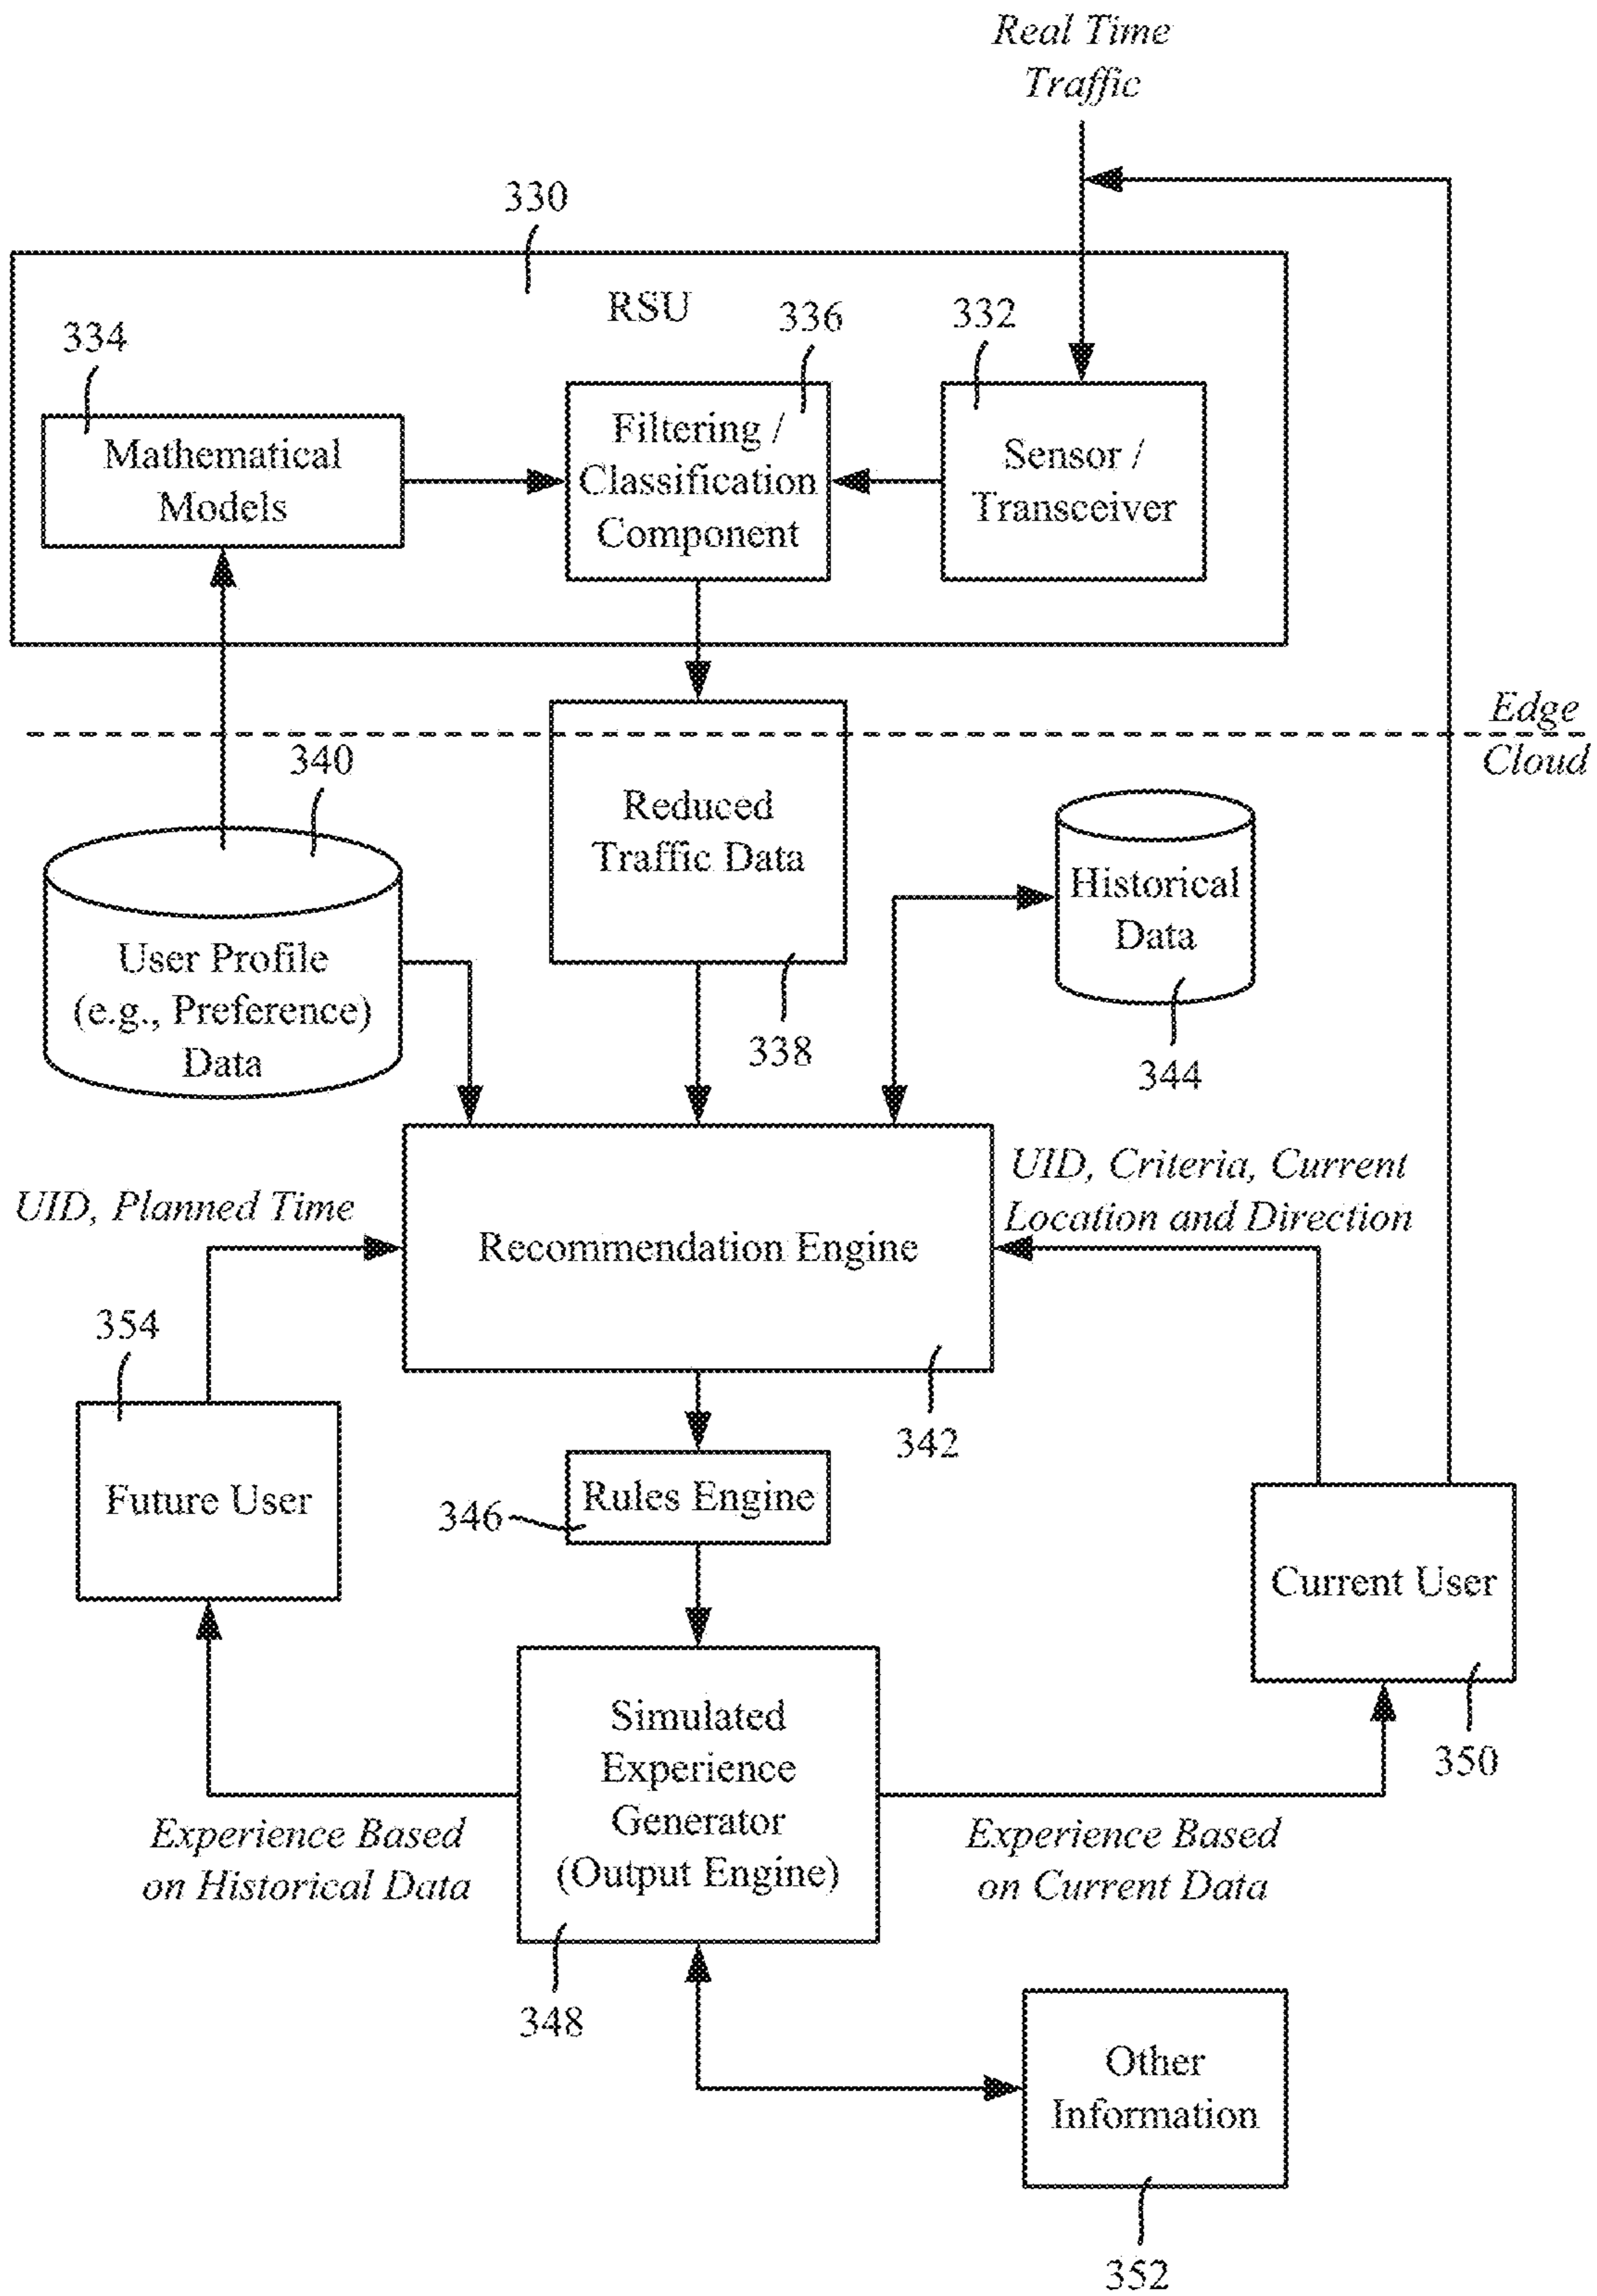 Real Time
Traffic
330
RSU
334
336
332
Mathematical
Models
Filtering /
Classification
Component
Sensor /
Transceiver
Edge
Cloud
340
Reduced
Traffic Data
Historical
Data
User Profile
(e.g., Preference)
Data
338
344
UID, Planned Time
UID, Criteria, Current
Location and Direction
Recommendation Engine
354
342
Future User
Rules Engine
346
Current User
Simulated
Experience
Generator
(Output Engine)
350
Experience Based
on Historical Data
Experience Based
on Current Data
348
Other
Information
352